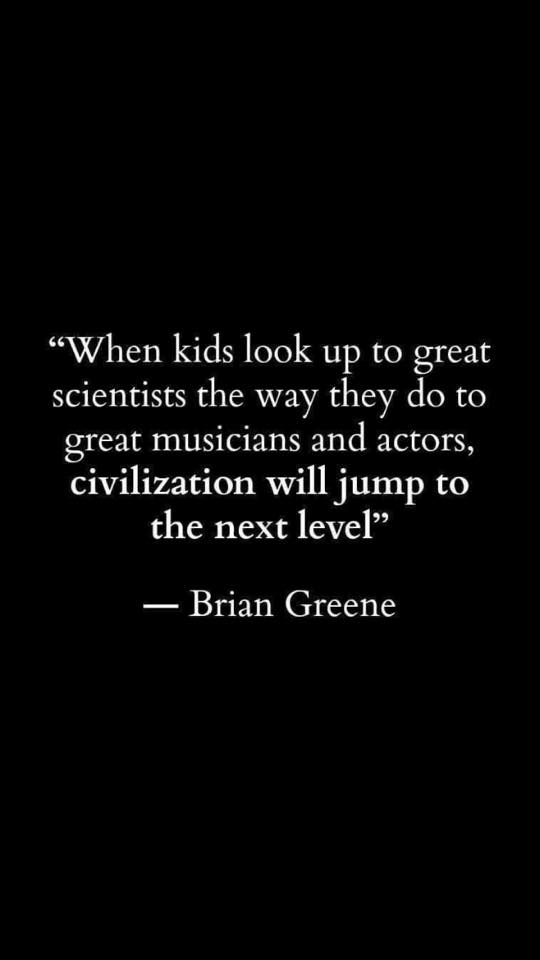 “When kids look up to great
scientists the way they do to
great musicians and actors,
civilization will jump to
the next level”
— Brian Greene